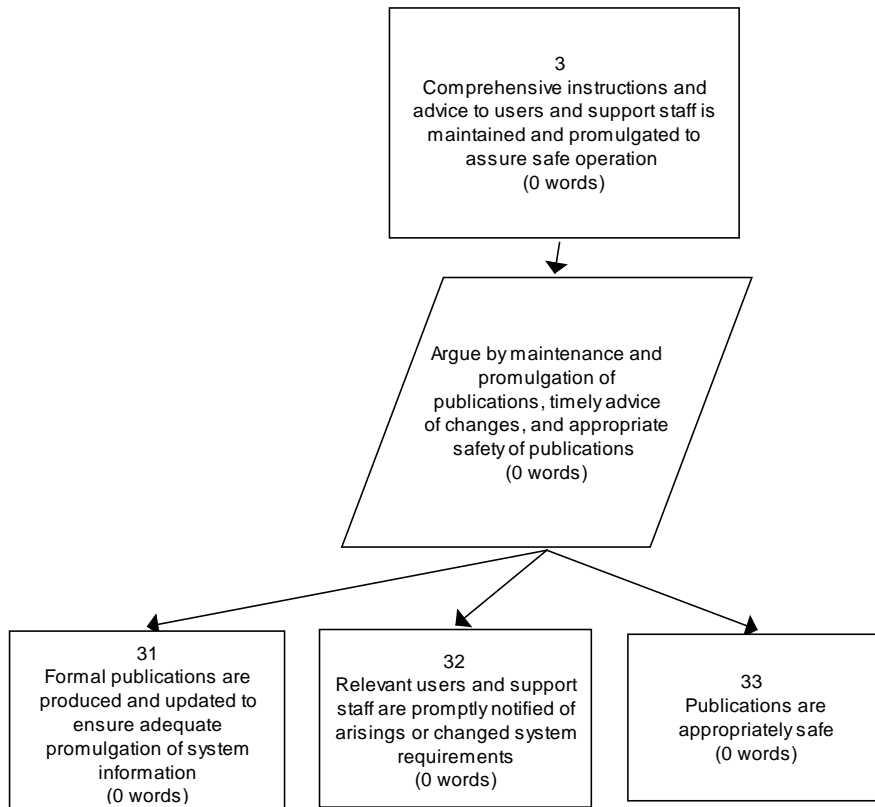 3
Comprehensive instructions and
advice to users and support staff is
maintained and promulgated to
assure safe operation
(0 words)
Argue by maintenance and
promulgation of
publications, timely advice
of changes, and appropriate
safety of publications
(0 words)
31
Formal publications are
produced and updated to
ensure adequate
promulgation of system
information
(0 words)
32
Relevant users and support
staff are promptly notified of
arisings or changed system
requirements
(0 words)
33
Publications are
appropriately safe
(0 words)